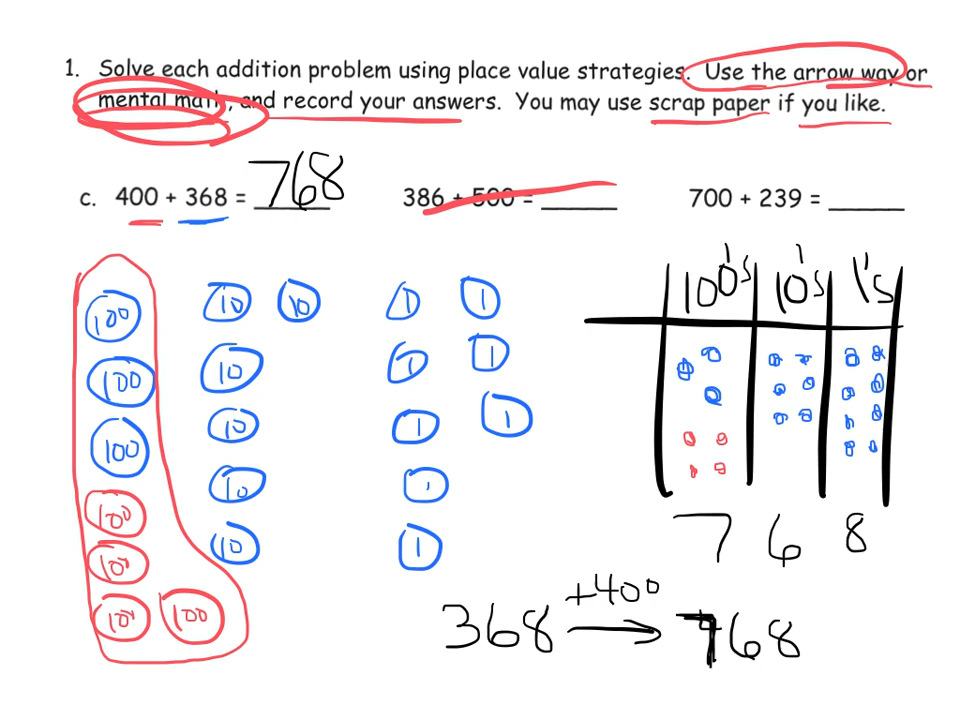 1. Solve each addition problem using place value strategies. Use the arrow way or
mental math, and record your answers. You may use scrap paper if you like.
c. 400 + 368 = 768 386 + 500 = ______ 700 + 239 = ______
100's 10's 1's
100 10 10 1 1
100 10 1 1
100 10 1 1
100 10 1
100 10 1
100 100
7 6 8
+400
368 → 768